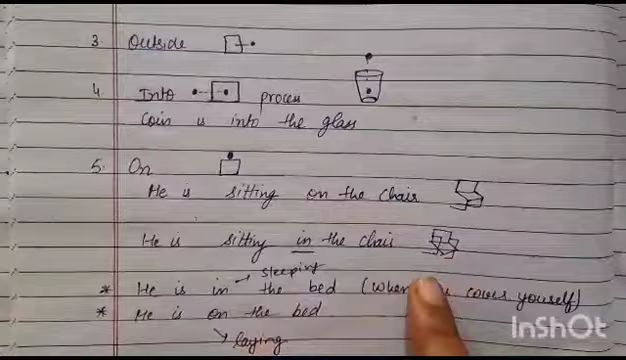 3. Outside
4. Into process
Coin is into the glass
5. On
He is sitting on the chair
He is sitting in the chair
sleeping
* He is in the bed (when covers yourself)
* He is on the bed
laying
InShOt